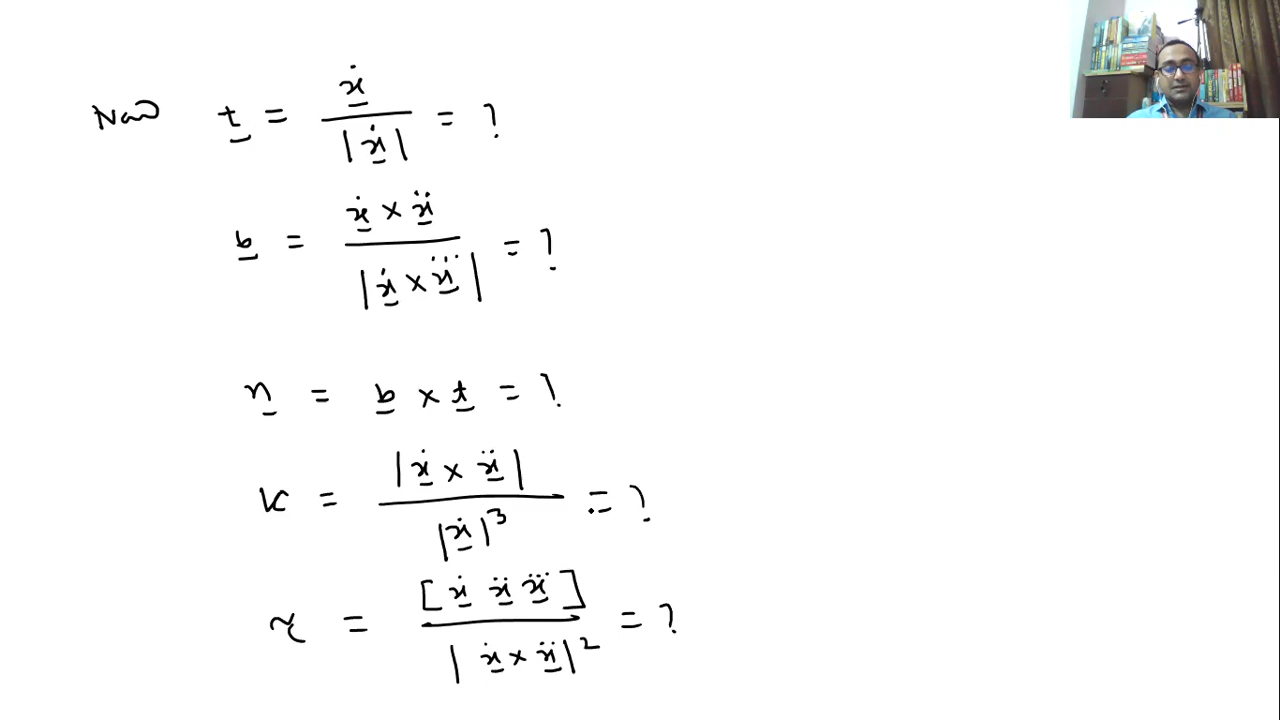 Now t = ẋ / |ẋ| = ?
b = ẋ × ẍ / |ẋ × x⃛| = ?
n = b × t = ?
κ = |ẋ × ẍ| / |ẋ|³ = ?
τ = [ẋ ẍ x⃛] / |ẋ × ẍ|² = ?